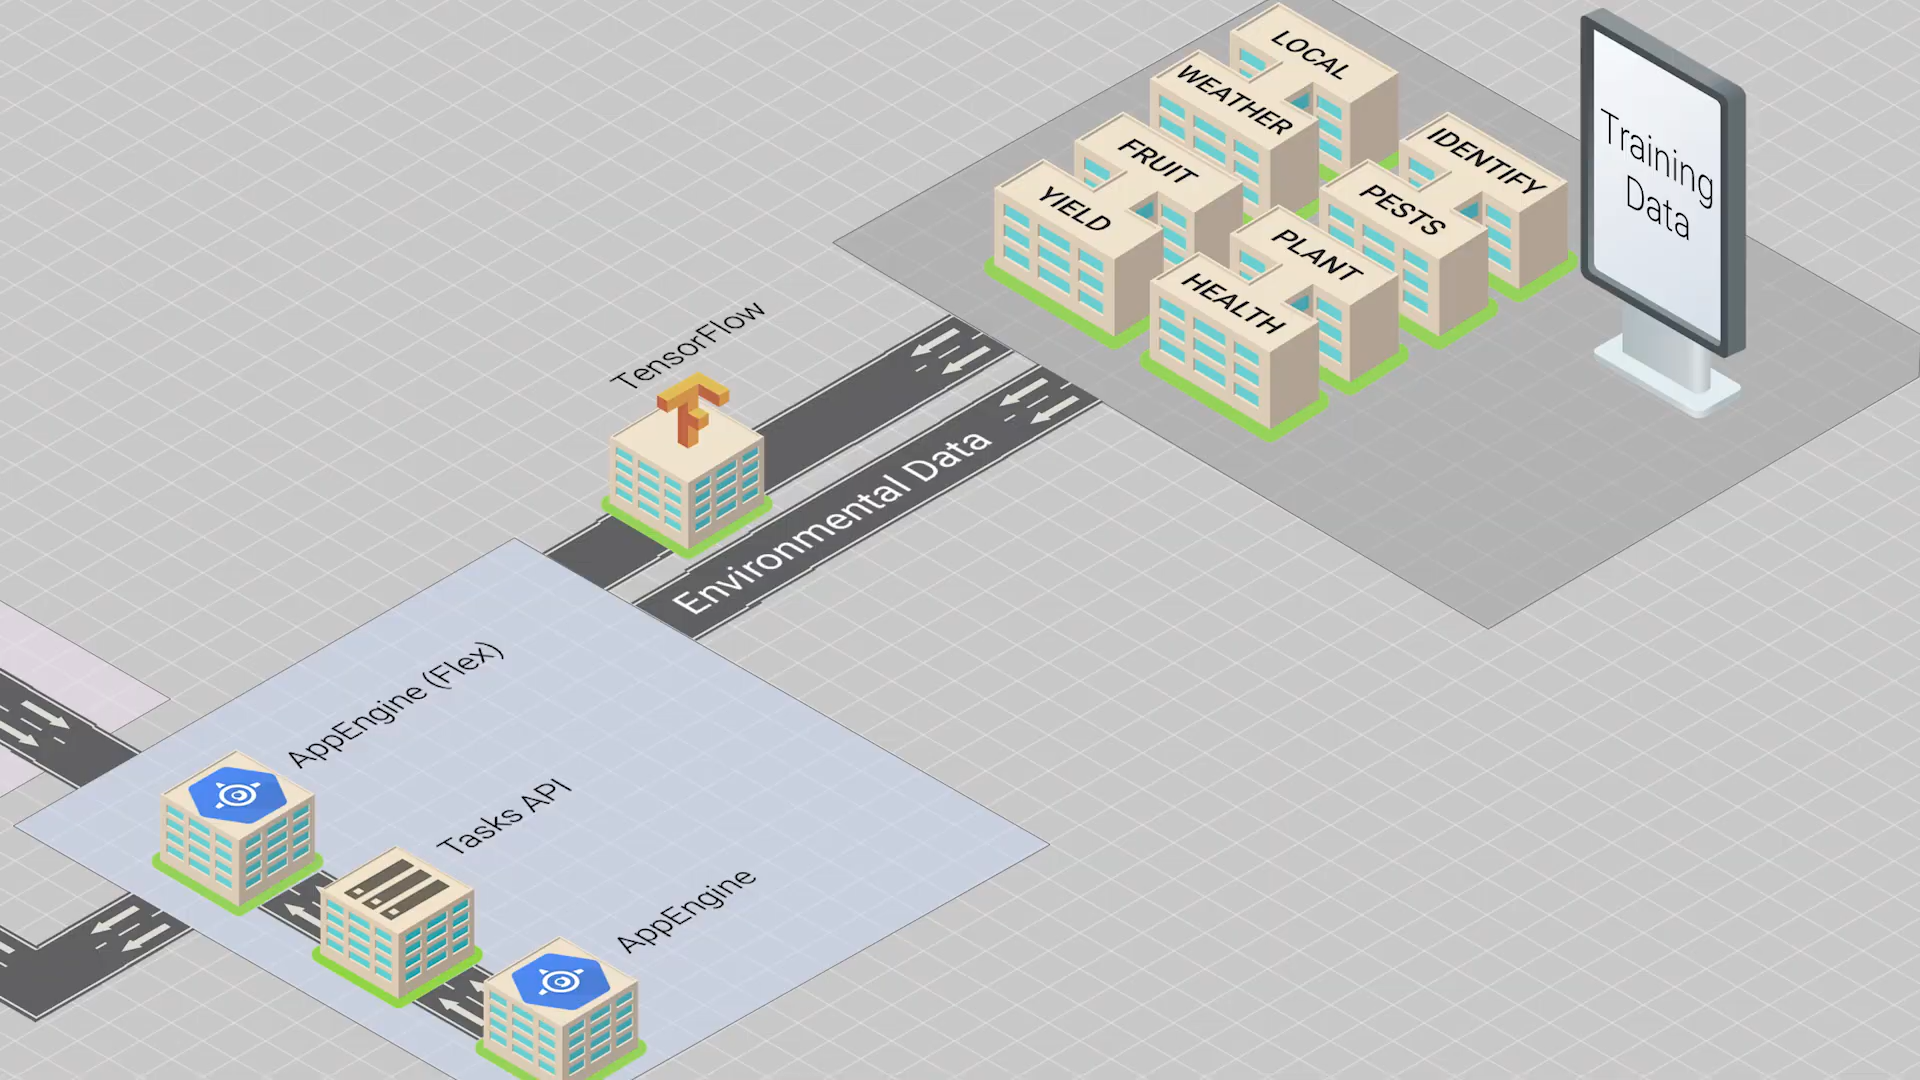 LOCAL
WEATHER
FRUIT
YIELD
IDENTIFY
PESTS
PLANT
HEALTH
Training
Data
TensorFlow
Environmental Data
AppEngine (Flex)
Tasks API
AppEngine